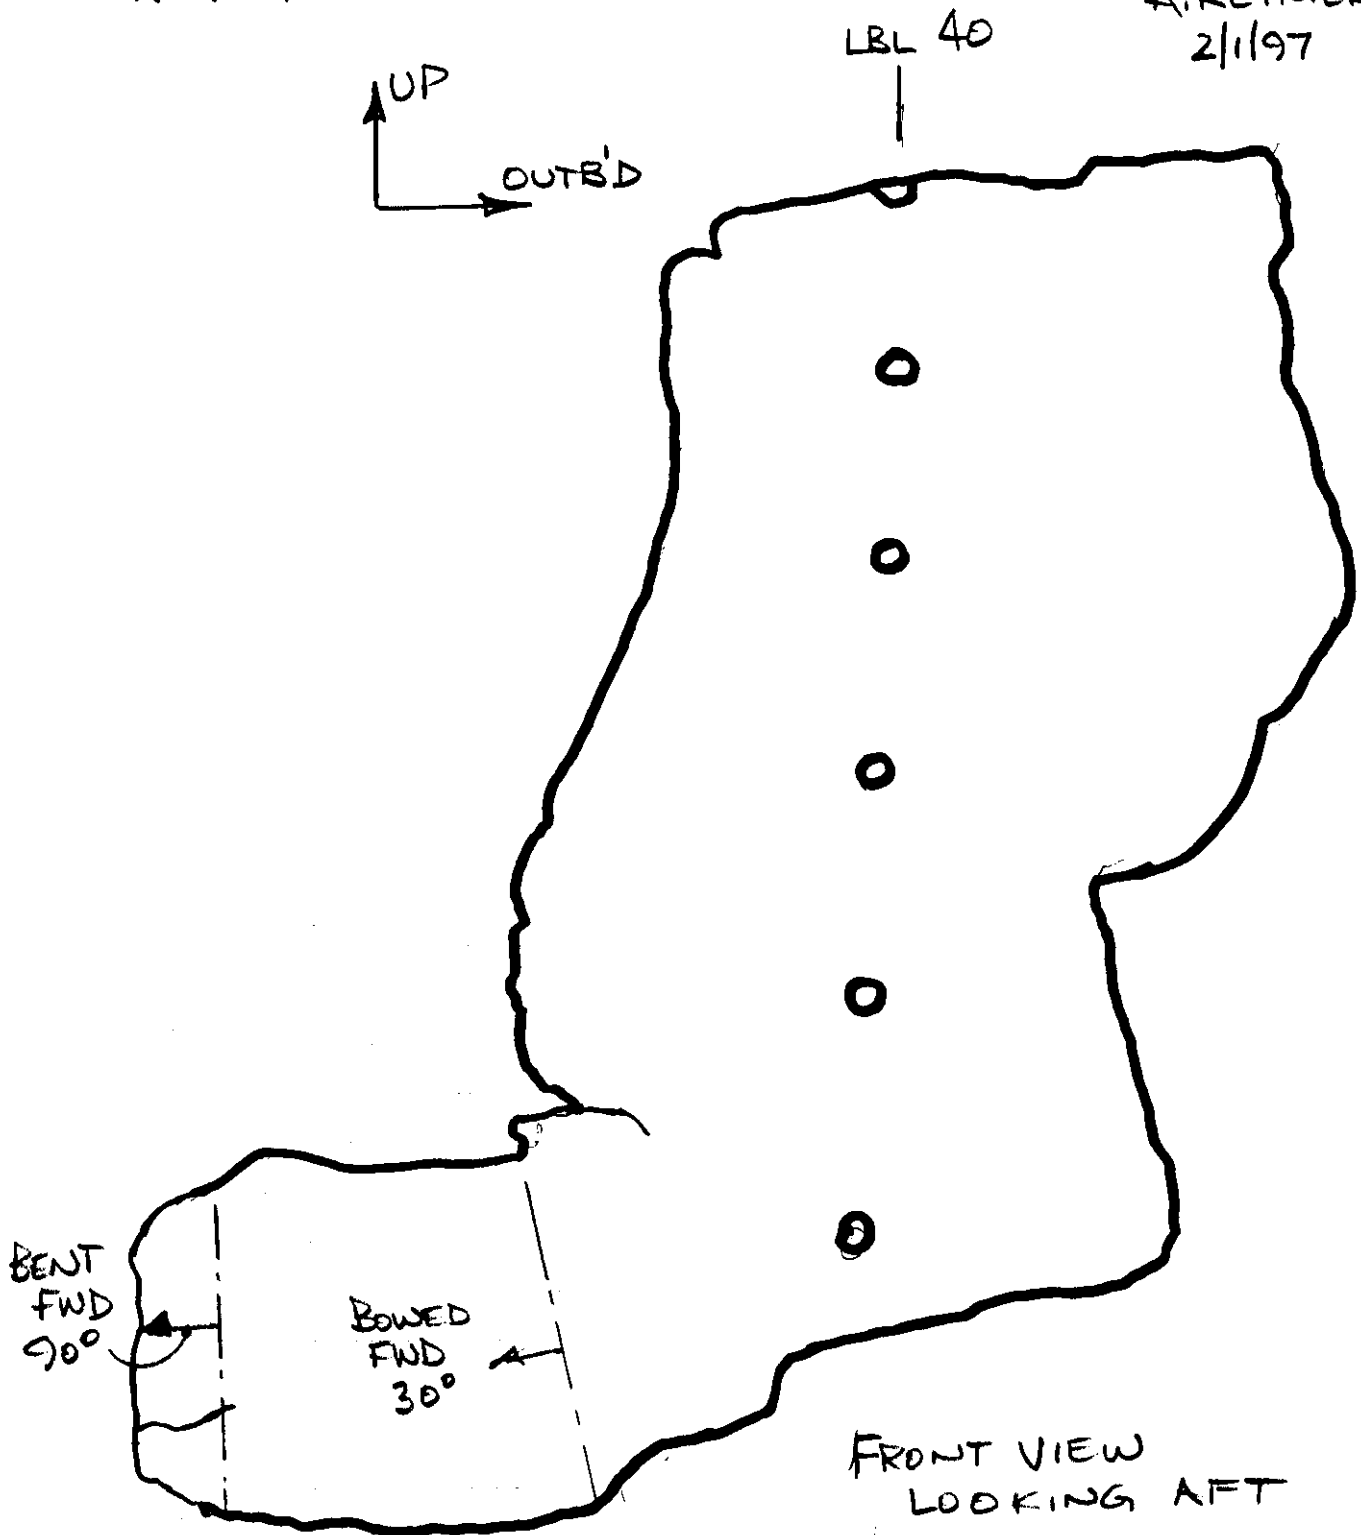 LBL 40
2/1/97
UP
OUTB'D
BENT
FWD
90°
BOWED
FWD
30°
FRONT VIEW
LOOKING AFT